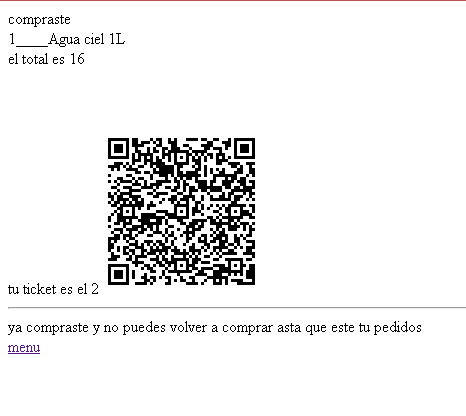 compraste
1____Agua ciel 1L
el total es 16
tu ticket es el 2
ya compraste y no puedes volver a comprar asta que este tu pedidos
menu